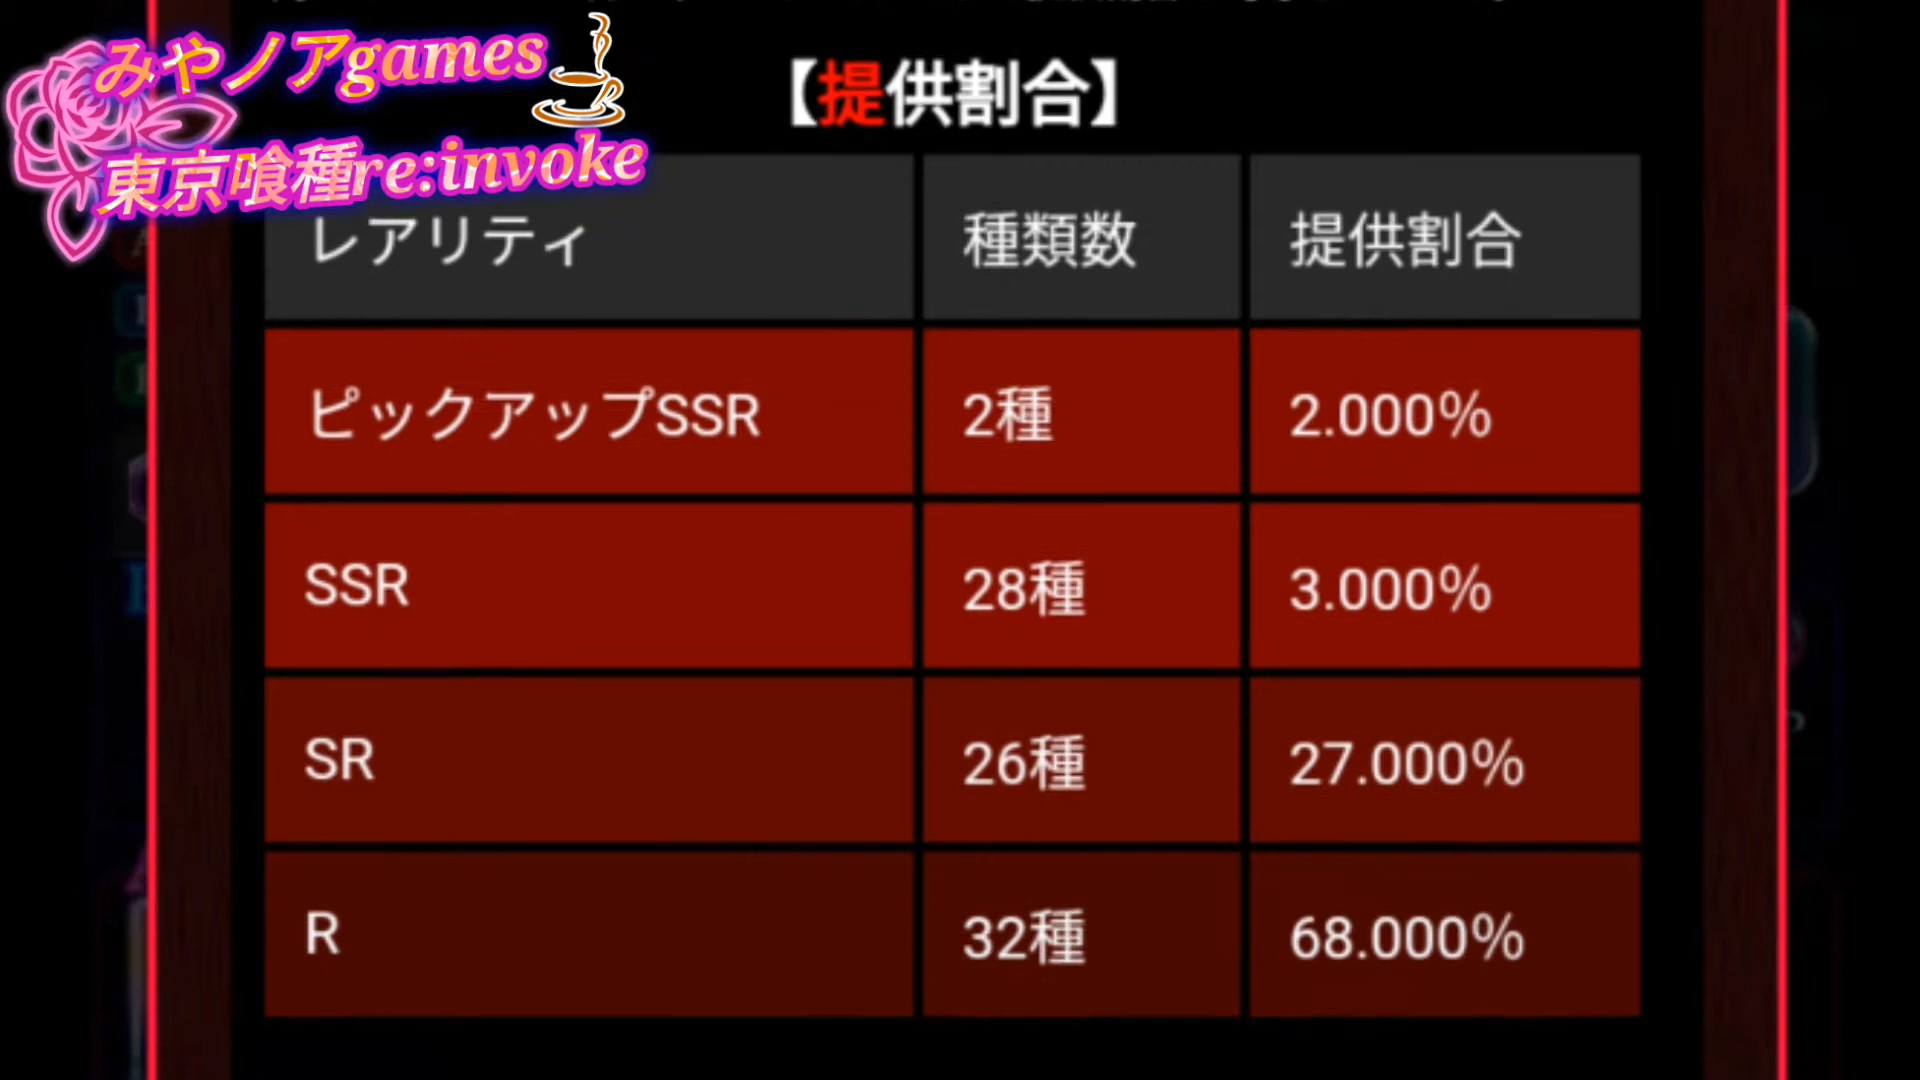 みやノアgames
東京喰種re:invoke
【提供割合】
レアリティ 種類数 提供割合
ピックアップSSR 2種 2.000%
SSR 28種 3.000%
SR 26種 27.000%
R 32種 68.000%